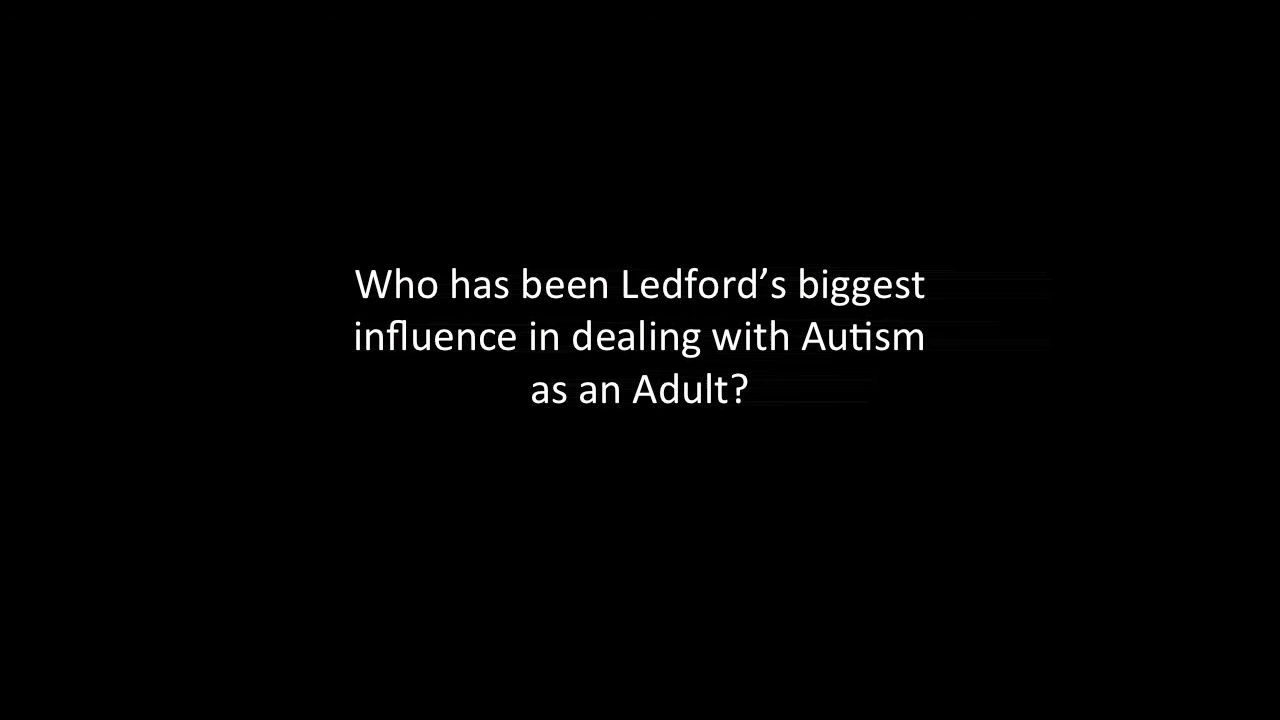 Who has been Ledford’s biggest
influence in dealing with Autism
as an Adult?